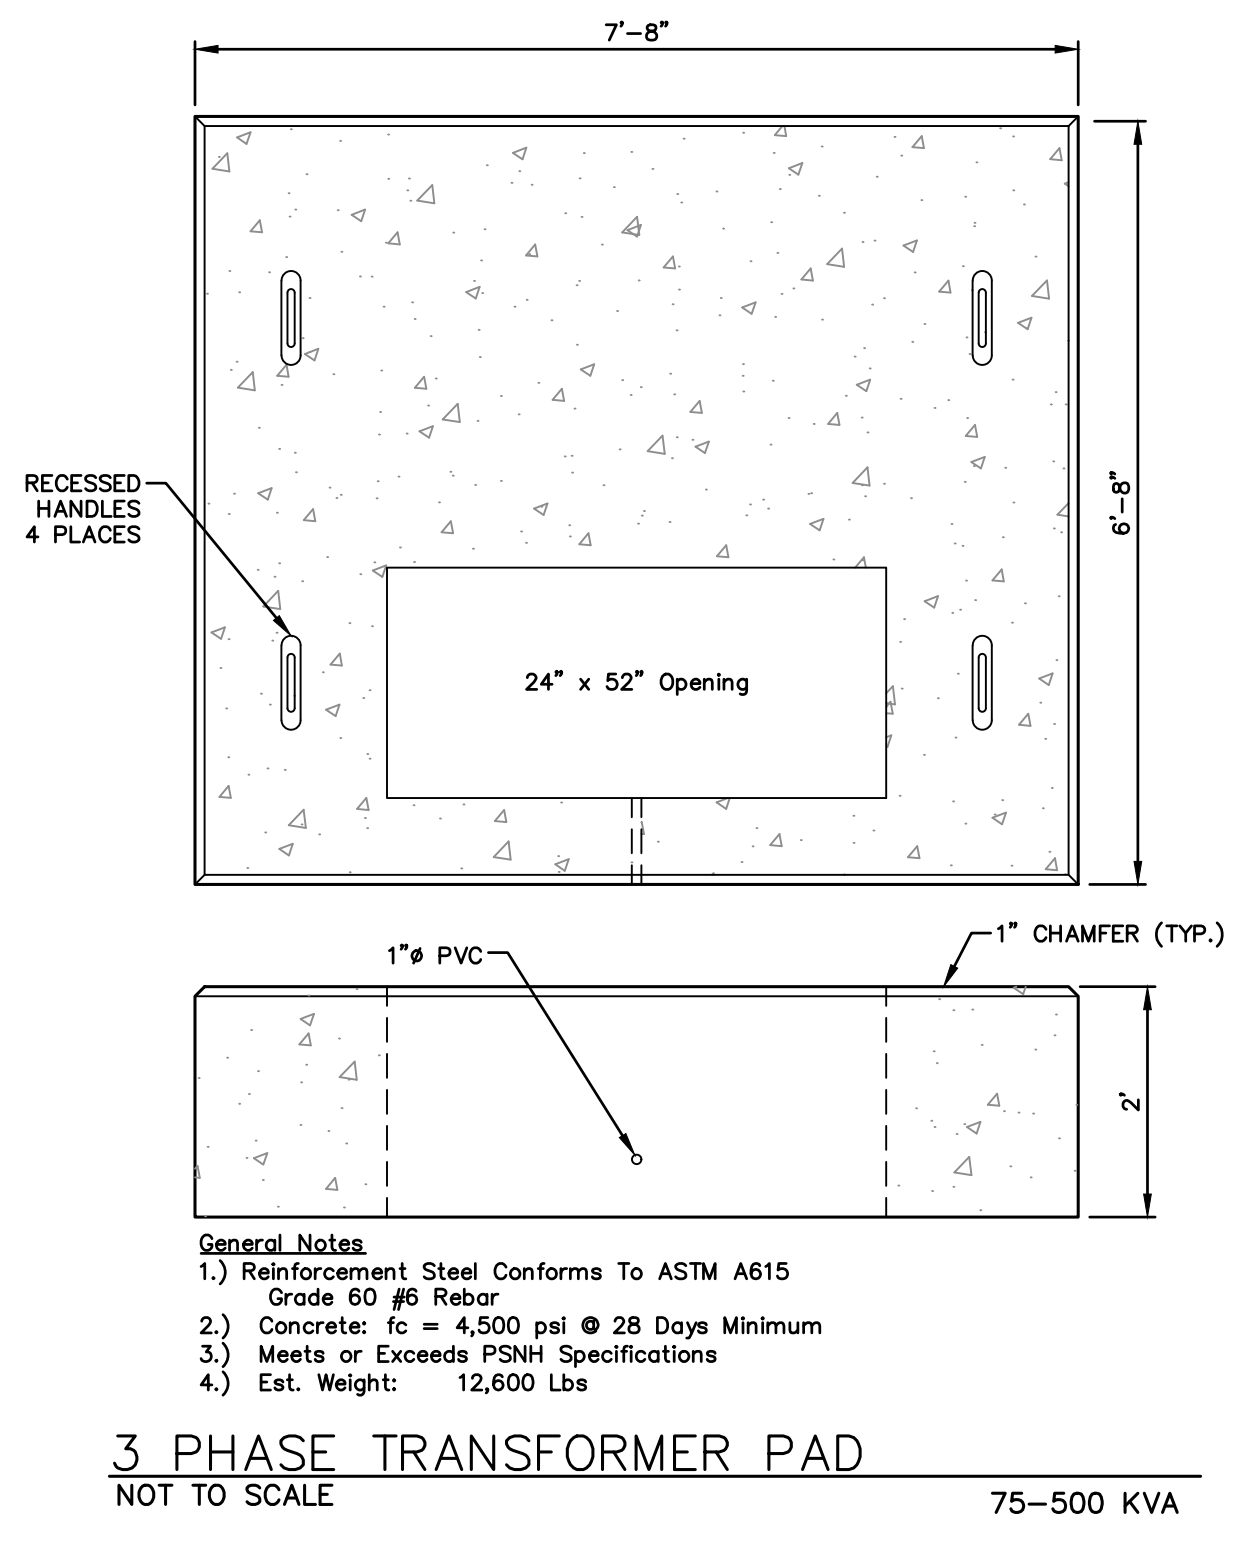 7'-8"
RECESSED
HANDLES
4 PLACES
6'-8"
24" x 52" Opening
1" CHAMFER (TYP.)
1"ø PVC
2'
General Notes
1.) Reinforcement Steel Conforms To ASTM A615
Grade 60 #6 Rebar
2.) Concrete: fc = 4,500 psi @ 28 Days Minimum
3.) Meets or Exceeds PSNH Specifications
4.) Est. Weight: 12,600 Lbs
3 PHASE TRANSFORMER PAD
NOT TO SCALE
75-500 KVA